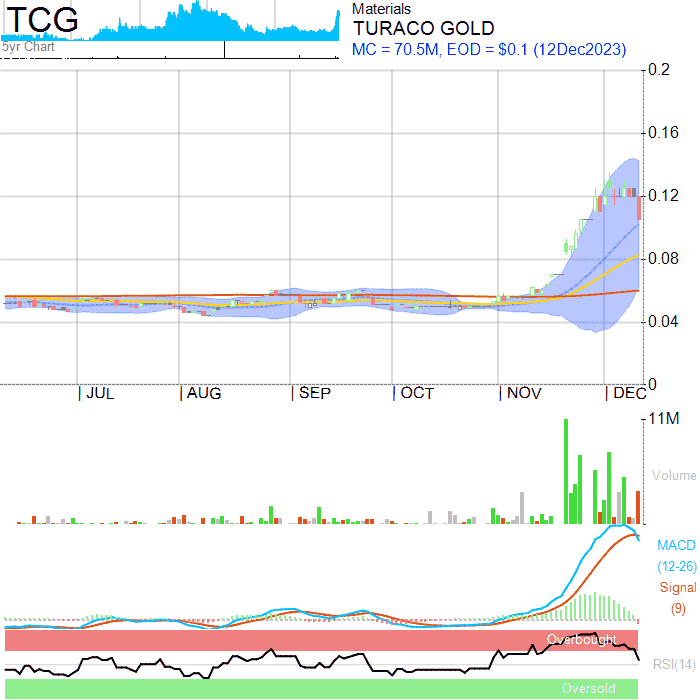 TCG
5yr Chart
Materials
TURACO GOLD
MC = 70.5M, EOD = $0.1 (12Dec2023)
0.2
0.16
0.12
0.08
0.04
0
JUL
AUG
SEP
OCT
NOV
DEC
11M
Volume
MACD
(12-26)
Signal
(9)
Overbought
RSI(14)
Oversold